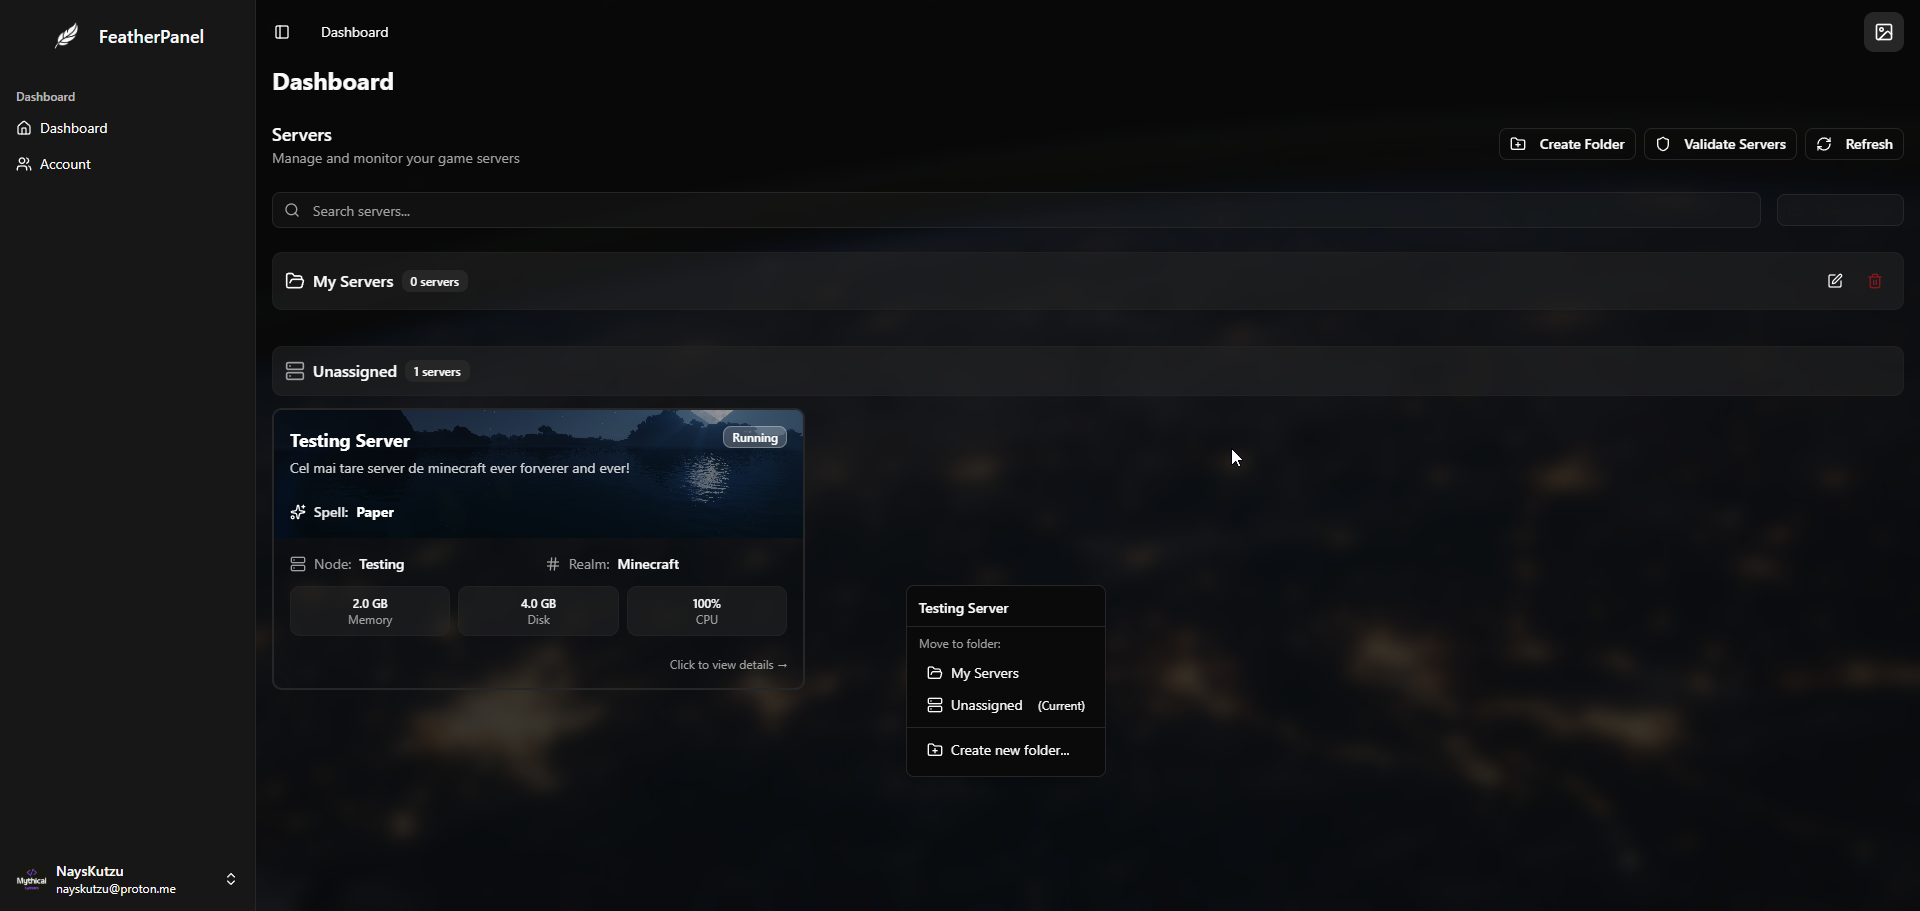 FeatherPanel
Dashboard
Dashboard
Account
Dashboard
Dashboard
Servers
Manage and monitor your game servers
Create Folder
Validate Servers
Refresh
Search servers...
My Servers 0 servers
Unassigned 1 servers
Testing Server
Running
Cel mai tare server de minecraft ever forverer and ever!
Spell: Paper
Node: Testing
Realm: Minecraft
2.0 GB
Memory
4.0 GB
Disk
100%
CPU
Click to view details →
Testing Server
Move to folder:
My Servers
Unassigned (Current)
Create new folder...
Mythical
NaysKutzu
nayskutzu@proton.me